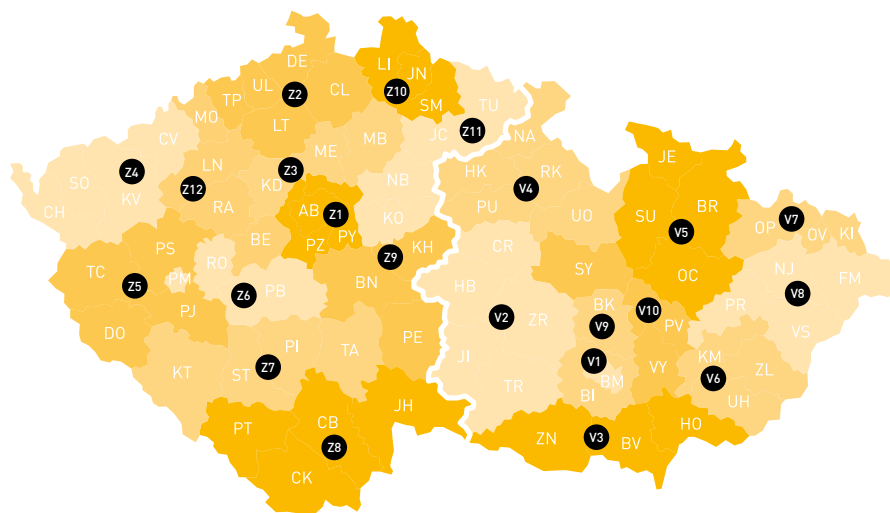 DE
LI
JN
UL
Z2
CL
Z10
TP
SM
TU
MO
LT
JC
Z11
NA
CV
ME
MB
JE
Z4
LN
Z3
HK
RK
SO
Z12
KD
NB
V4
KV
RA
PU
UO
SU
BR
CH
AB
Z1
KO
V5
V7
OP
OV
KI
BE
PZ
PY
KH
CR
PS
RO
Z9
SY
OC
NJ
FM
TC
PM
Z5
Z6
PB
BN
HB
V8
PJ
BK
V10
PR
DO
V2
ZR
V9
PV
VS
PI
TA
PE
JI
V1
KM
KT
ST
Z7
BM
VY
V6
ZL
TR
BI
UH
PT
CB
JH
HO
Z8
ZN
V3
BV
CK